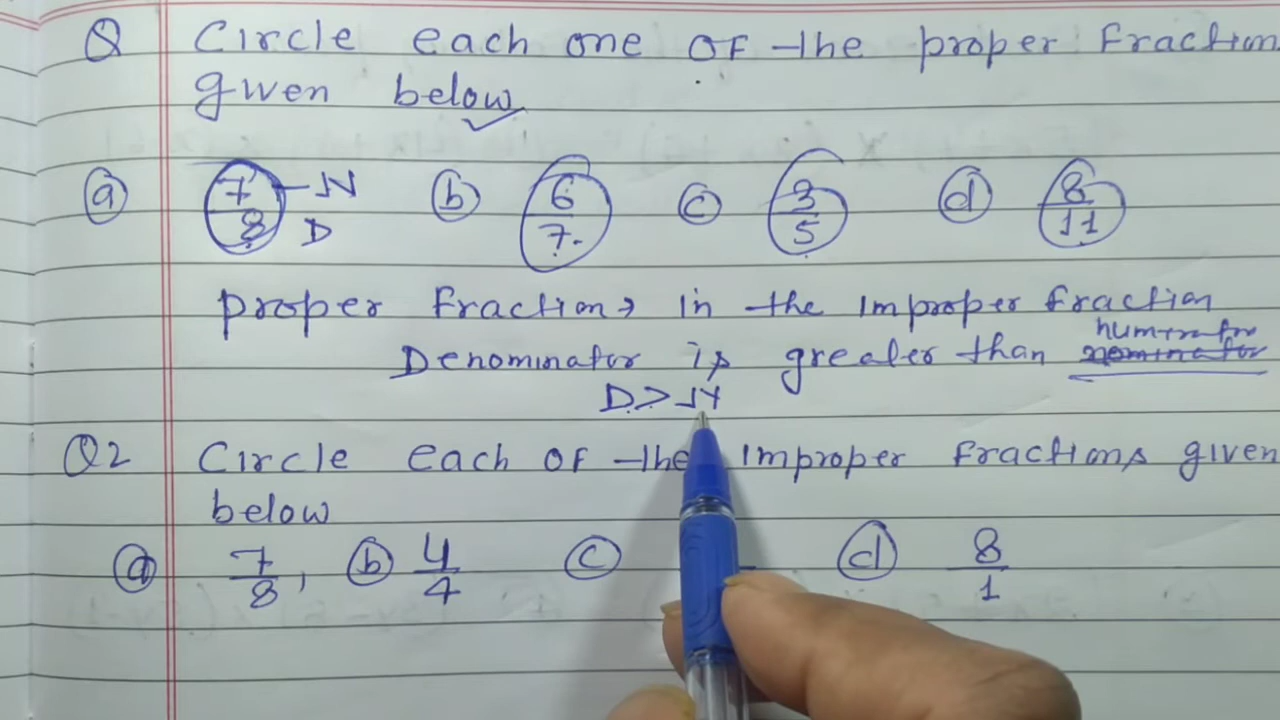 Q Circle each one of the proper fraction
given below
(a) 7/8 N D (b) 6/7 (c) 3/5 (d) 8/11
proper fraction → in the improper fraction
numerator
Denominator is greater than nominator
D > N
Q2 Circle each of the improper fractions given
below
(a) 7/8, (b) 4/4 (c) (d) 8/1